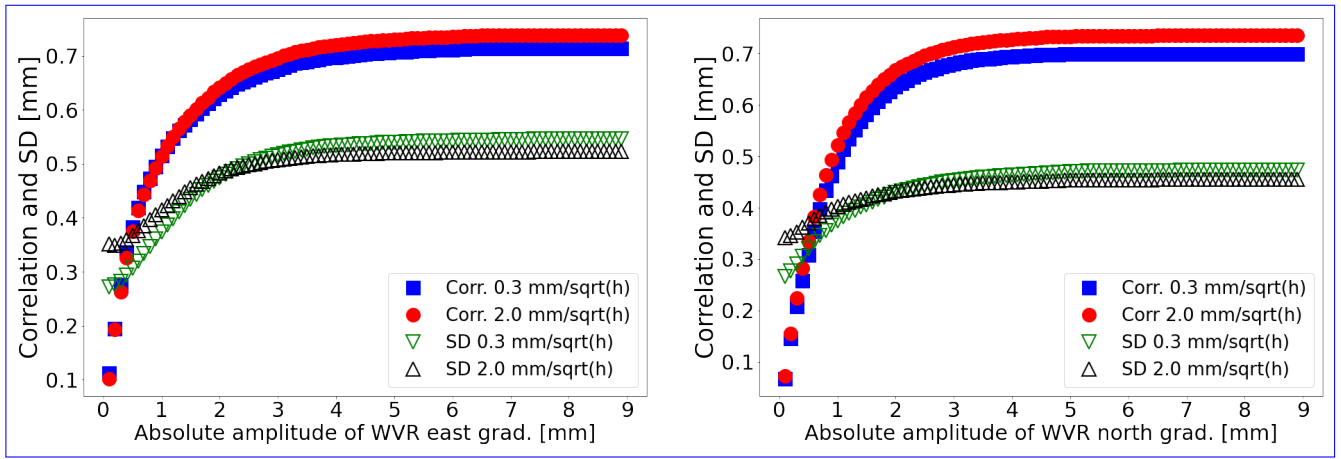 Correlation and SD [mm]
0.7
0.6
0.5
0.4
0.3
0.2
0.1
Corr. 0.3 mm/sqrt(h)
Corr. 2.0 mm/sqrt(h)
SD 0.3 mm/sqrt(h)
SD 2.0 mm/sqrt(h)
0 1 2 3 4 5 6 7 8 9
Absolute amplitude of WVR east grad. [mm]
Correlation and SD [mm]
0.7
0.6
0.5
0.4
0.3
0.2
0.1
Corr. 0.3 mm/sqrt(h)
Corr 2.0 mm/sqrt(h)
SD 0.3 mm/sqrt(h)
SD 2.0 mm/sqrt(h)
0 1 2 3 4 5 6 7 8 9
Absolute amplitude of WVR north grad. [mm]